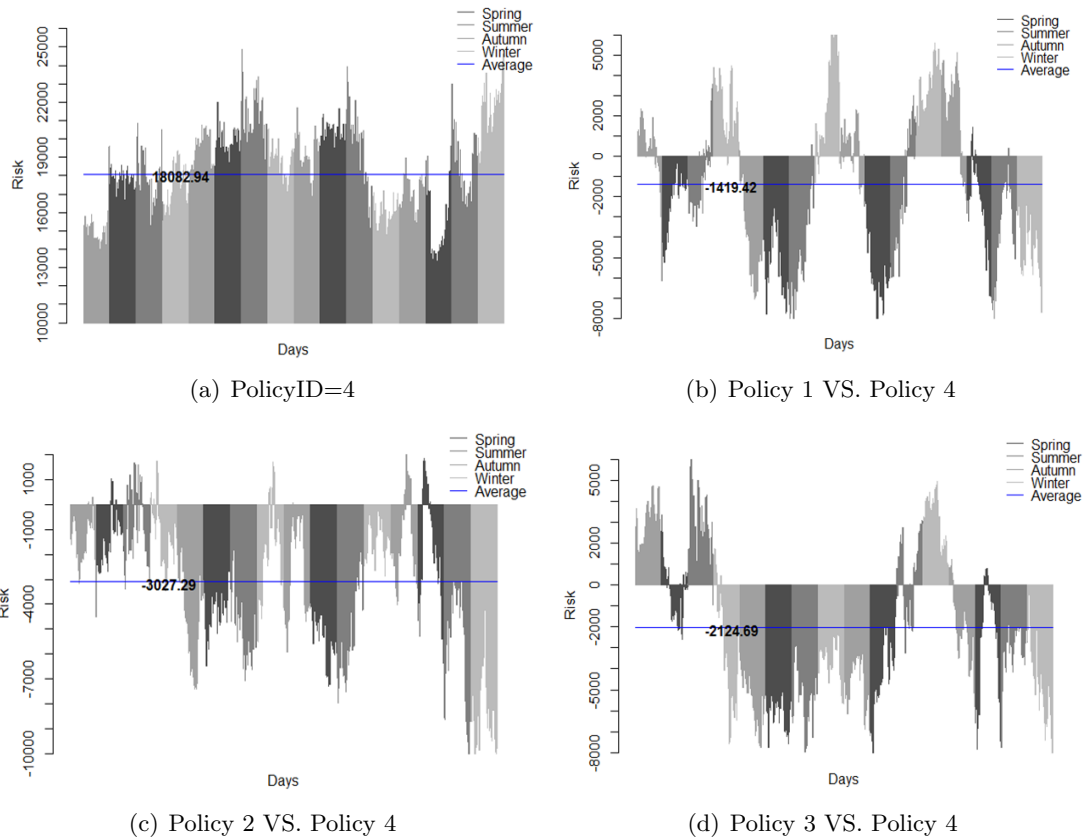 Spring
Summer
Autumn
Winter
Average
25000
22000
19000
16000
13000
10000
Risk
18082.94
Days
(a) PolicyID=4
Spring
Summer
Autumn
Winter
Average
6000
4000
2000
0
-2000
-5000
-8000
Risk
-1419.42
Days
(b) Policy 1 VS. Policy 4
Spring
Summer
Autumn
Winter
Average
1000
-1000
-4000
-7000
-10000
Risk
-3027.29
Days
(c) Policy 2 VS. Policy 4
Spring
Summer
Autumn
Winter
Average
5000
2000
0
-2000
-5000
-8000
Risk
-2124.69
Days
(d) Policy 3 VS. Policy 4